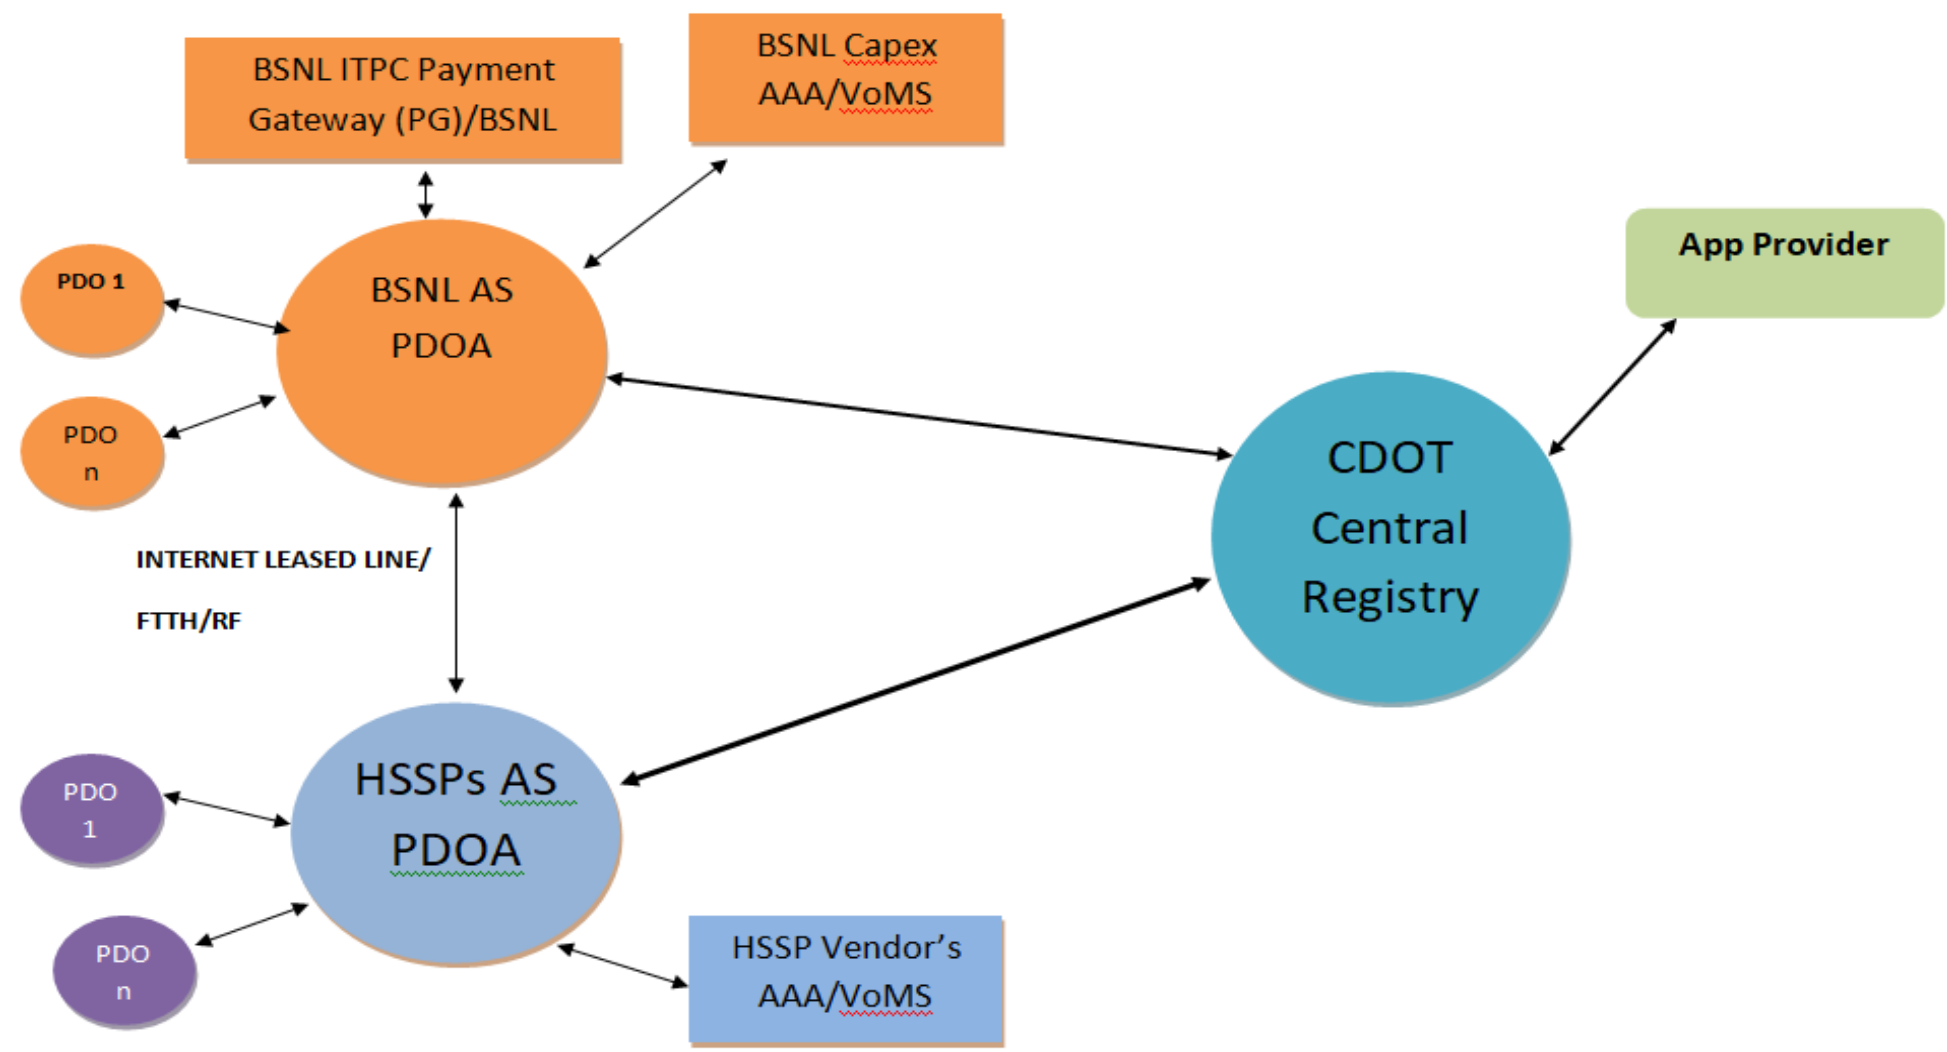 BSNL ITPC Payment
Gateway (PG)/BSNL
BSNL Capex
AAA/VoMS
App Provider
PDO 1
BSNL AS
PDOA
PDO
n
CDOT
Central
Registry
INTERNET LEASED LINE/
FTTH/RF
HSSPs AS
PDOA
PDO
1
PDO
n
HSSP Vendor’s
AAA/VoMS